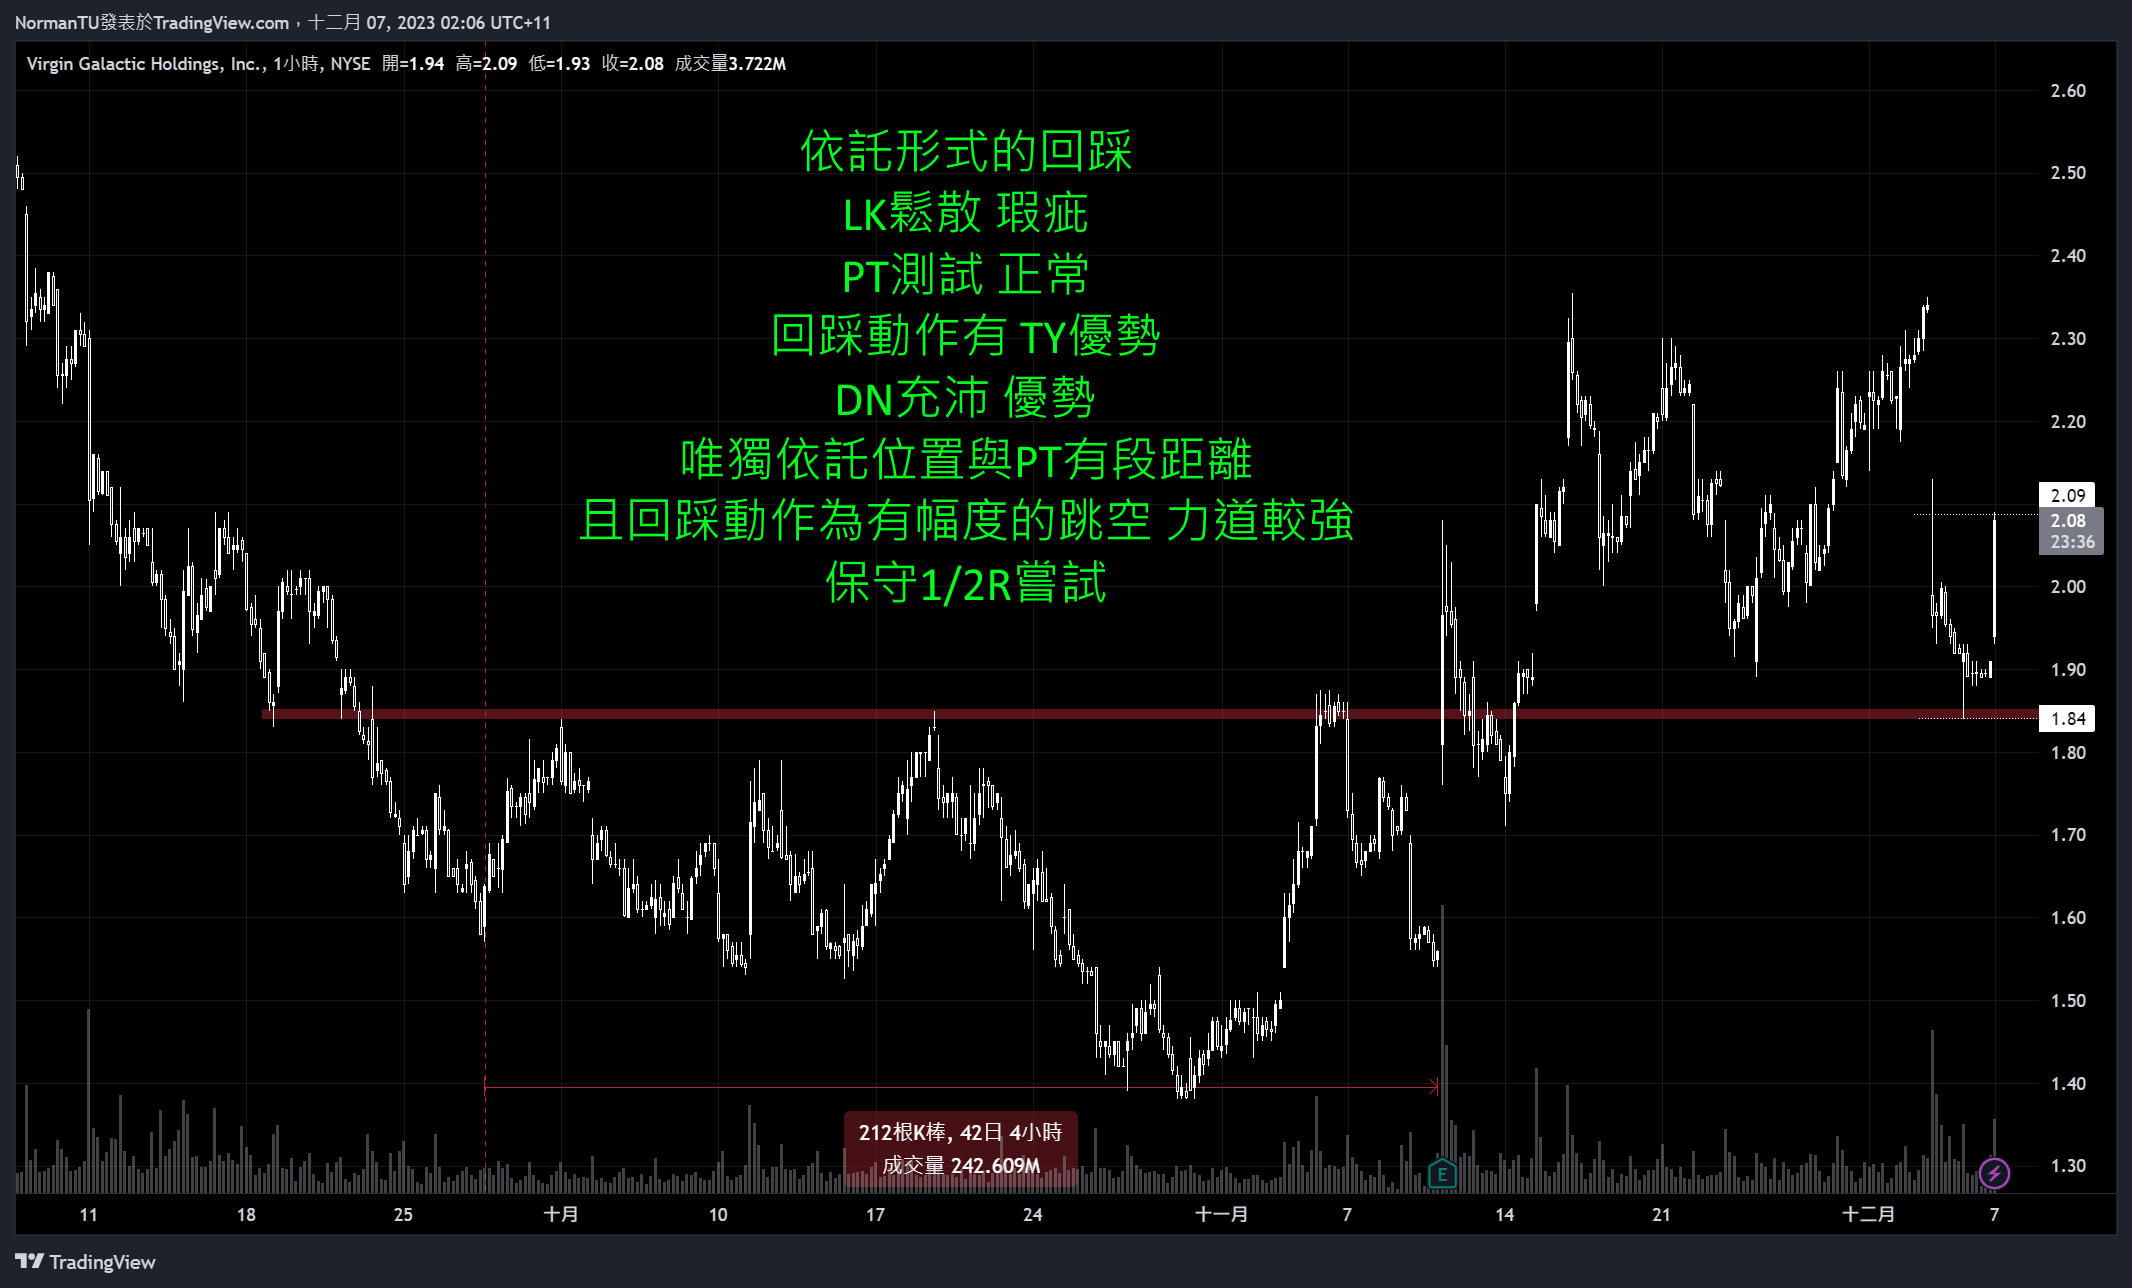 NormanTU發表於TradingView.com，十二月 07, 2023 02:06 UTC+11
Virgin Galactic Holdings, Inc., 1小時, NYSE 開=1.94 高=2.09 低=1.93 收=2.08 成交量3.722M
依託形式的回踩
LK鬆散 瑕疵
PT測試 正常
回踩動作有 TY優勢
DN充沛 優勢
唯獨依託位置與PT有段距離
且回踩動作為有幅度的跳空 力道較強
保守1/2R嘗試
2.60
2.50
2.40
2.30
2.20
2.09
2.08
23:36
2.00
1.90
1.84
1.80
1.70
1.60
1.50
1.40
1.30
212根K棒, 42日 4小時
成交量 242.609M
E
11 18 25 十月 10 17 24 十一月 7 14 21 十二月 7
TradingView